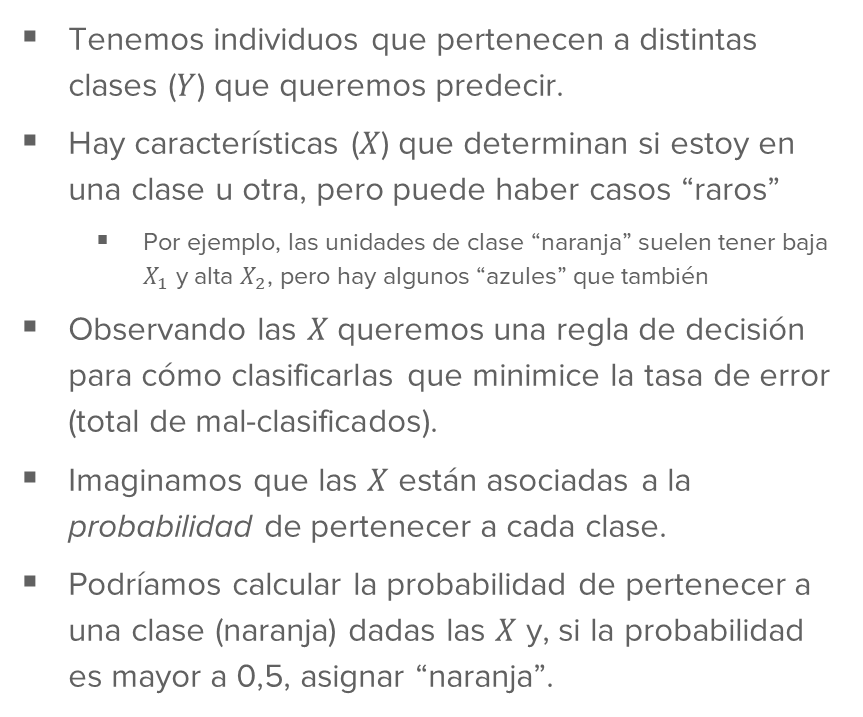 ▪ Tenemos individuos que pertenecen a distintas
clases (Y) que queremos predecir.
▪ Hay características (X) que determinan si estoy en
una clase u otra, pero puede haber casos “raros”
▪ Por ejemplo, las unidades de clase “naranja” suelen tener baja
X₁ y alta X₂, pero hay algunos “azules” que también
▪ Observando las X queremos una regla de decisión
para cómo clasificarlas que minimice la tasa de error
(total de mal-clasificados).
▪ Imaginamos que las X están asociadas a la
probabilidad de pertenecer a cada clase.
▪ Podríamos calcular la probabilidad de pertenecer a
una clase (naranja) dadas las X y, si la probabilidad
es mayor a 0,5, asignar “naranja”.